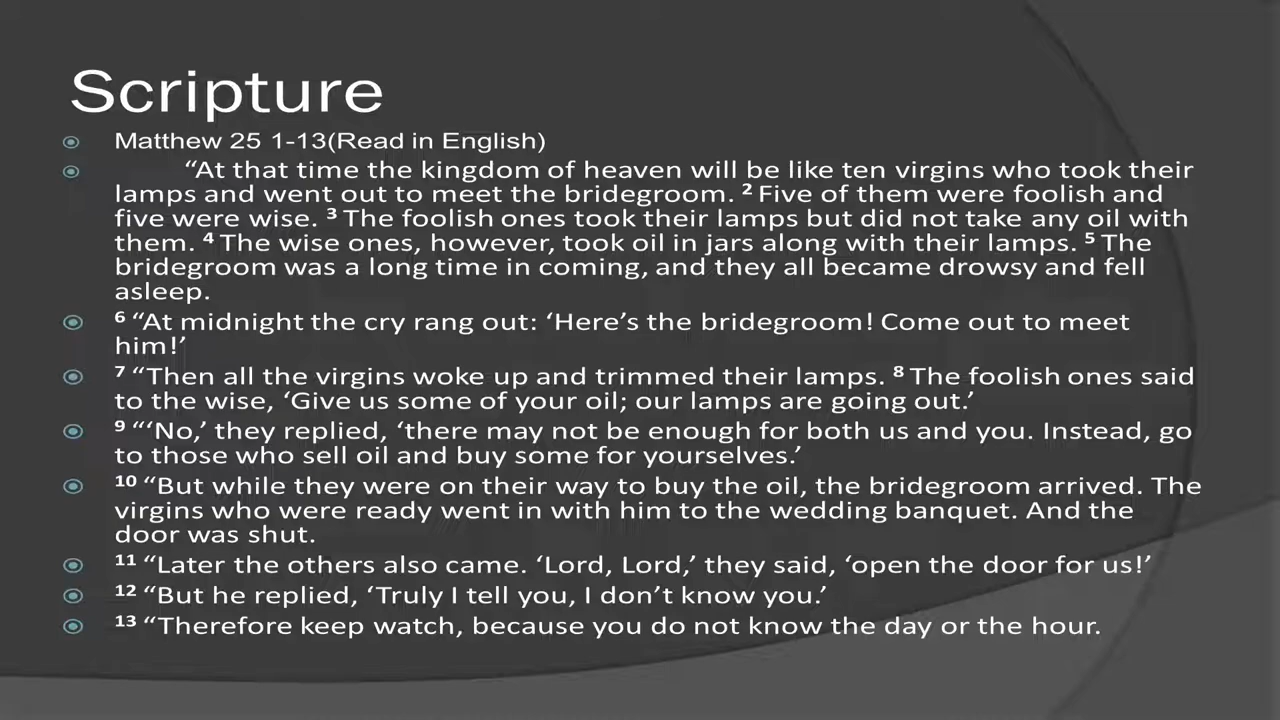 Scripture
Matthew 25 1-13(Read in English)
“At that time the kingdom of heaven will be like ten virgins who took their
lamps and went out to meet the bridegroom. 2 Five of them were foolish and
five were wise. 3 The foolish ones took their lamps but did not take any oil with
them. 4 The wise ones, however, took oil in jars along with their lamps. 5 The
bridegroom was a long time in coming, and they all became drowsy and fell
asleep.
6 “At midnight the cry rang out: ‘Here’s the bridegroom! Come out to meet
him!’
7 “Then all the virgins woke up and trimmed their lamps. 8 The foolish ones said
to the wise, ‘Give us some of your oil; our lamps are going out.’
9 “‘No,’ they replied, ‘there may not be enough for both us and you. Instead, go
to those who sell oil and buy some for yourselves.’
10 “But while they were on their way to buy the oil, the bridegroom arrived. The
virgins who were ready went in with him to the wedding banquet. And the
door was shut.
11 “Later the others also came. ‘Lord, Lord,’ they said, ‘open the door for us!’
12 “But he replied, ‘Truly I tell you, I don’t know you.’
13 “Therefore keep watch, because you do not know the day or the hour.